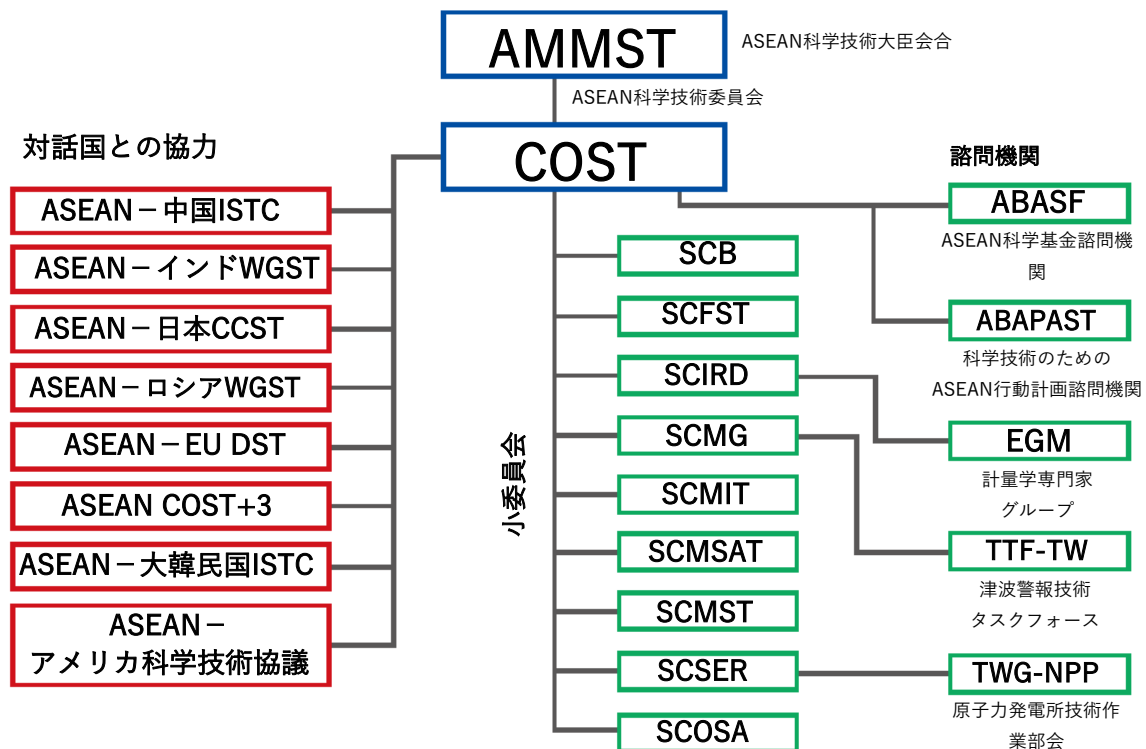 AMMST
ASEAN科学技術大臣会合
ASEAN科学技術委員会
COST
対話国との協力
ASEAN－中国ISTC
ASEAN－インドWGST
ASEAN－日本CCST
ASEAN－ロシアWGST
ASEAN－EU DST
ASEAN COST+3
ASEAN－大韓民国ISTC
ASEAN－
アメリカ科学技術協議
小委員会
SCB
SCFST
SCIRD
SCMG
SCMIT
SCMSAT
SCMST
SCSER
SCOSA
諮問機関
ABASF
ASEAN科学基金諮問機
関
ABAPAST
科学技術のための
ASEAN行動計画諮問機関
EGM
計量学専門家
グループ
TTF-TW
津波警報技術
タスクフォース
TWG-NPP
原子力発電所技術作
業部会